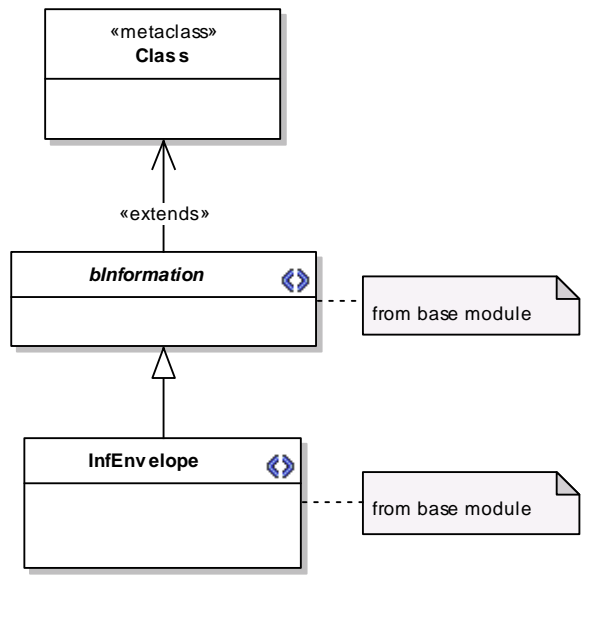 «metaclass»
Class
«extends»
bInformation
from base module
InfEnvelope
from base module